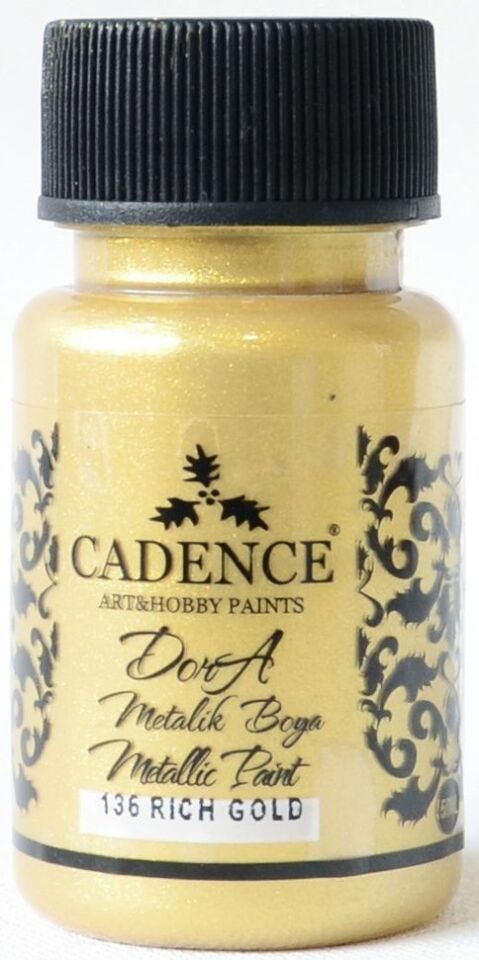 CADENCE®
ART&HOBBY PAINTS
DorA
Metalik Boya
Metallic Paint
136 RICH GOLD